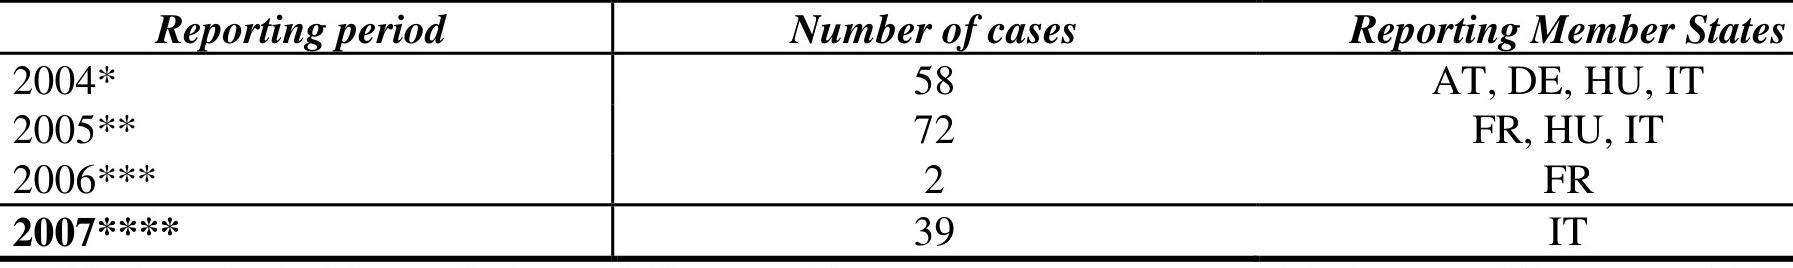 Reporting period Number of cases Reporting Member States
2004* 58 AT, DE, HU, IT
2005** 72 FR, HU, IT
2006*** 2 FR
2007**** 39 IT